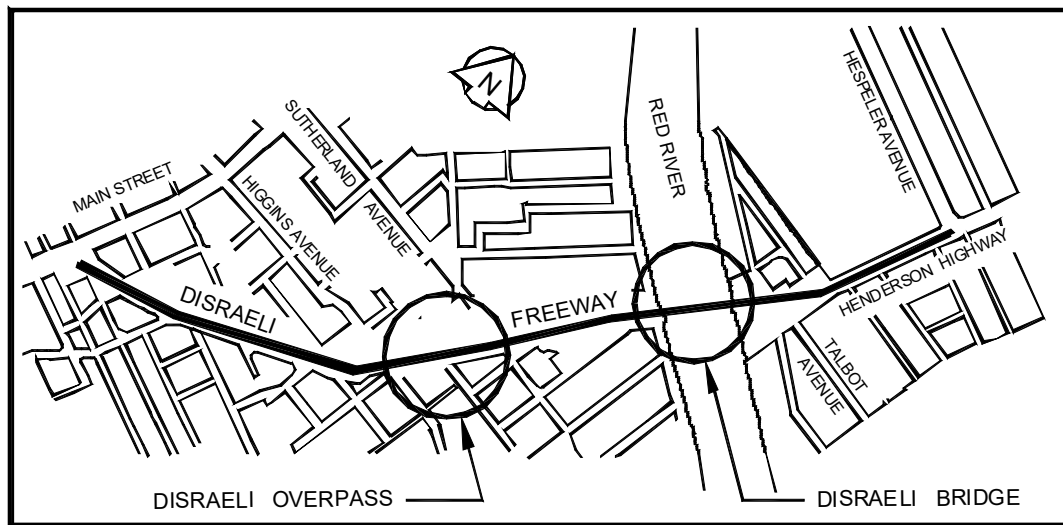 N
MAIN STREET
SUTHERLAND
AVENUE
HIGGINS AVENUE
RED RIVER
HESPELER AVENUE
DISRAELI
FREEWAY
HENDERSON HIGHWAY
TALBOT
AVENUE
DISRAELI OVERPASS
DISRAELI BRIDGE